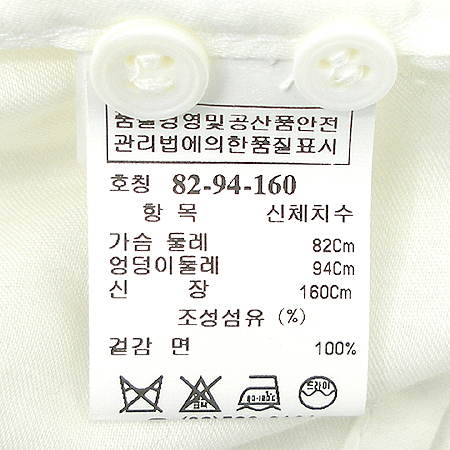 품질경영및공산품안전
관리법에의한품질표시
호칭 82-94-160
항 목 신체치수
가슴 둘레 82Cm
엉덩이둘레 94Cm
신 장 160Cm
조성섬유 (%)
겉감 면 100%
드라이